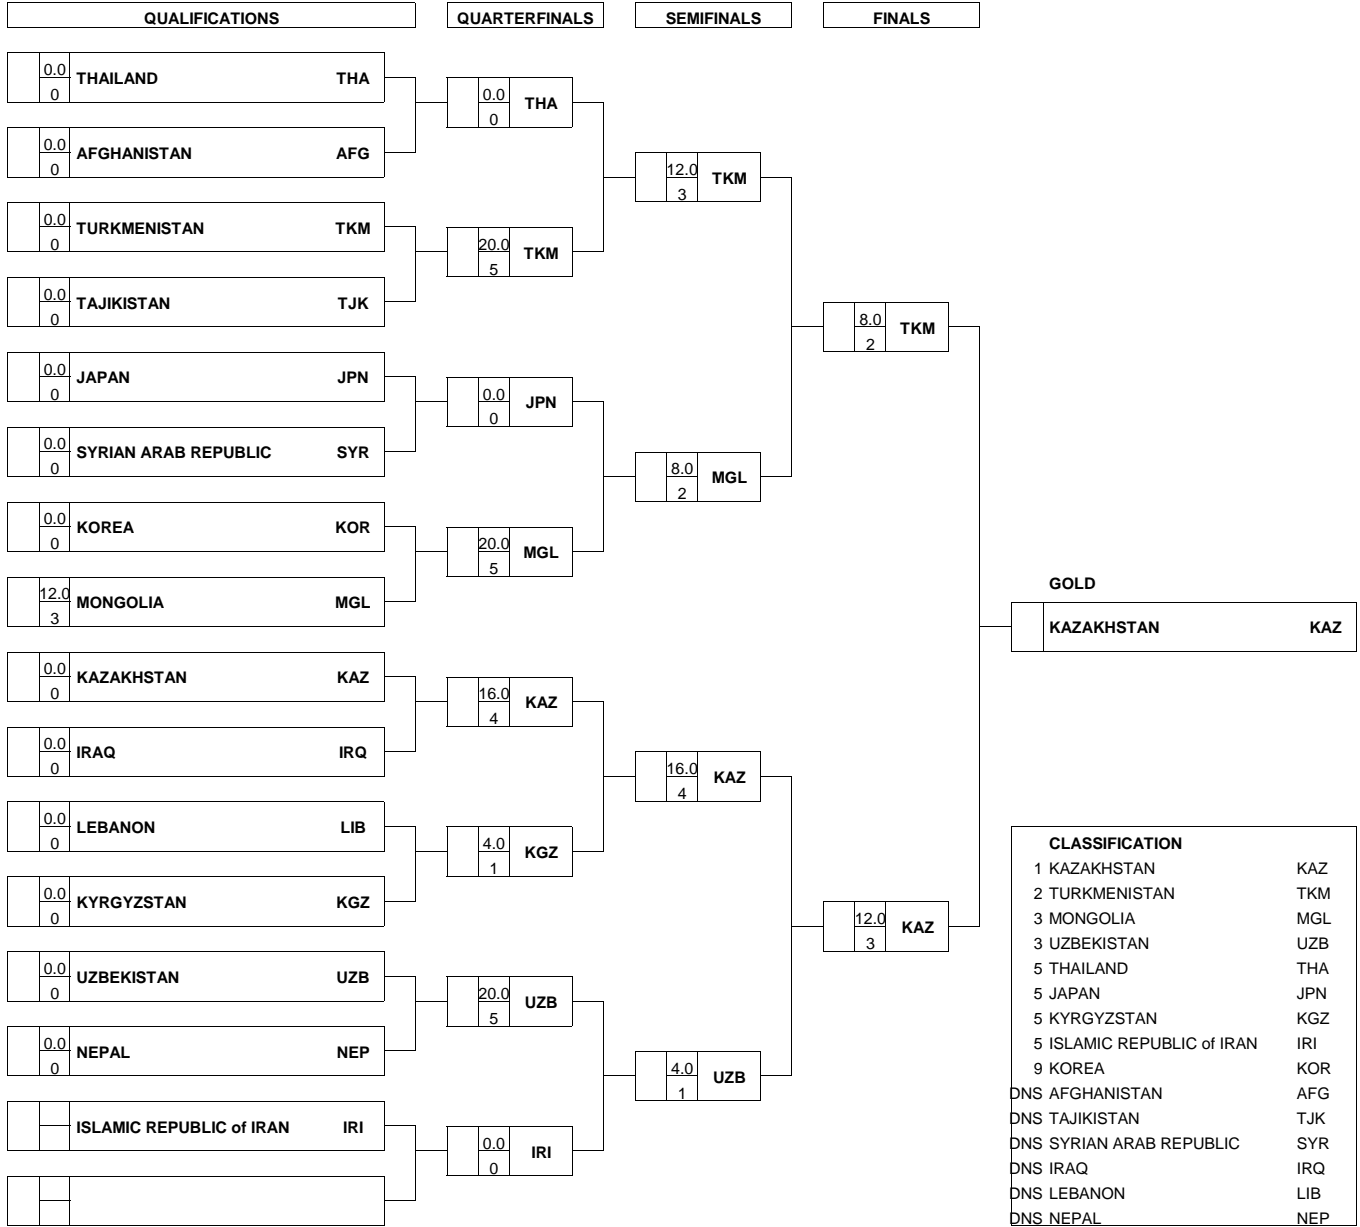 QUALIFICATIONS QUARTERFINALS SEMIFINALS FINALS
0.0
THAILAND THA
0
0.0
THA
0
0.0
AFGHANISTAN AFG
0
12.0
TKM
3
0.0
TURKMENISTAN TKM
0
20.0
TKM
5
0.0
TAJIKISTAN TJK
0
8.0
TKM
2
0.0
JAPAN JPN
0
0.0
JPN
0
0.0
SYRIAN ARAB REPUBLIC SYR
0
8.0
MGL
2
0.0
KOREA KOR
0
20.0
MGL
5
12.0
MONGOLIA MGL
3
GOLD
KAZAKHSTAN KAZ
0.0
KAZAKHSTAN KAZ
0
16.0
KAZ
4
0.0
IRAQ IRQ
0
16.0
KAZ
4
0.0
LEBANON LIB
0
4.0
KGZ
1
0.0
KYRGYZSTAN KGZ
0
12.0
KAZ
3
0.0
UZBEKISTAN UZB
0
20.0
UZB
5
0.0
NEPAL NEP
0
4.0
UZB
1
ISLAMIC REPUBLIC of IRAN IRI
0.0
IRI
0
CLASSIFICATION
1 KAZAKHSTAN KAZ
2 TURKMENISTAN TKM
3 MONGOLIA MGL
3 UZBEKISTAN UZB
5 THAILAND THA
5 JAPAN JPN
5 KYRGYZSTAN KGZ
5 ISLAMIC REPUBLIC of IRAN IRI
9 KOREA KOR
DNS AFGHANISTAN AFG
DNS TAJIKISTAN TJK
DNS SYRIAN ARAB REPUBLIC SYR
DNS IRAQ IRQ
DNS LEBANON LIB
DNS NEPAL NEP